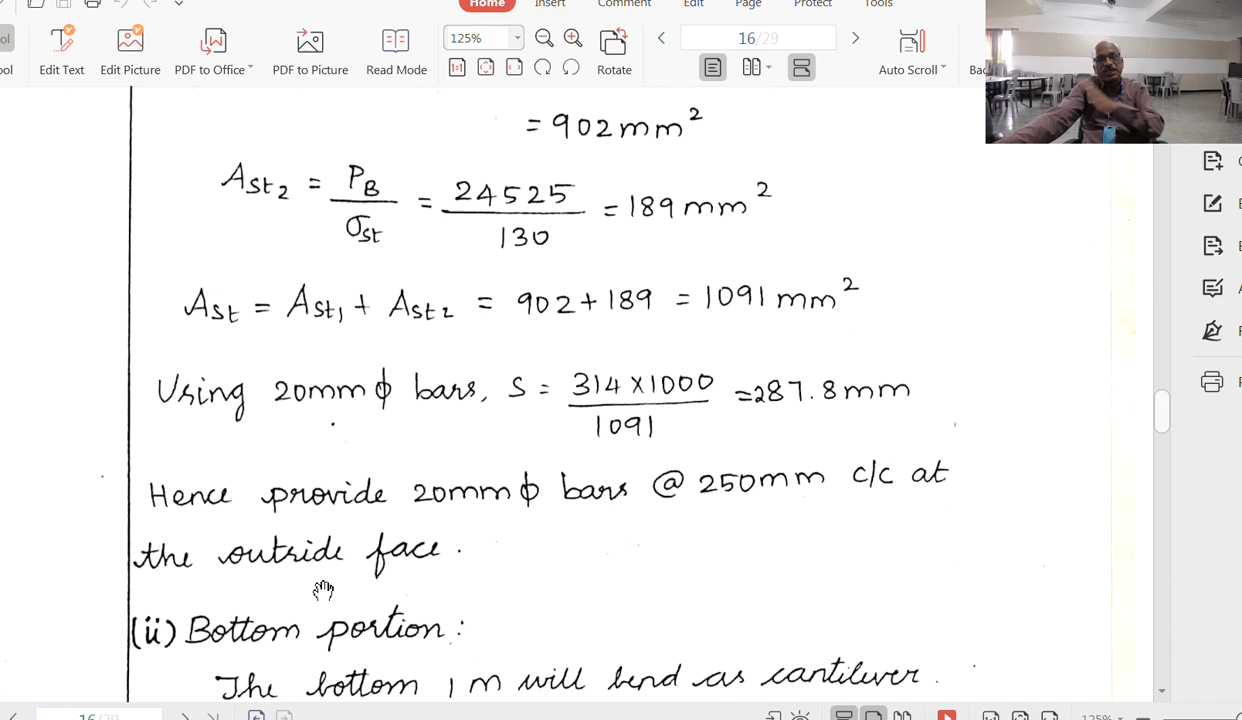 Home Insert Comment Edit Page Protect Tools
125% 16/29
Edit Text Edit Picture PDF to Office PDF to Picture Read Mode Rotate Auto Scroll
= 902 mm²
Ast₂ = P_B / σst = 24525 / 130 = 189 mm²
Ast = Ast₁ + Ast₂ = 902 + 189 = 1091 mm²
Using 20mm ϕ bars, S = 314 × 1000 / 1091 = 287.8 mm
Hence provide 20mm ϕ bars @ 250mm c/c at
the outside face.
(ii) Bottom portion:
The bottom 1 m will bend as cantilever.
16/29 125%